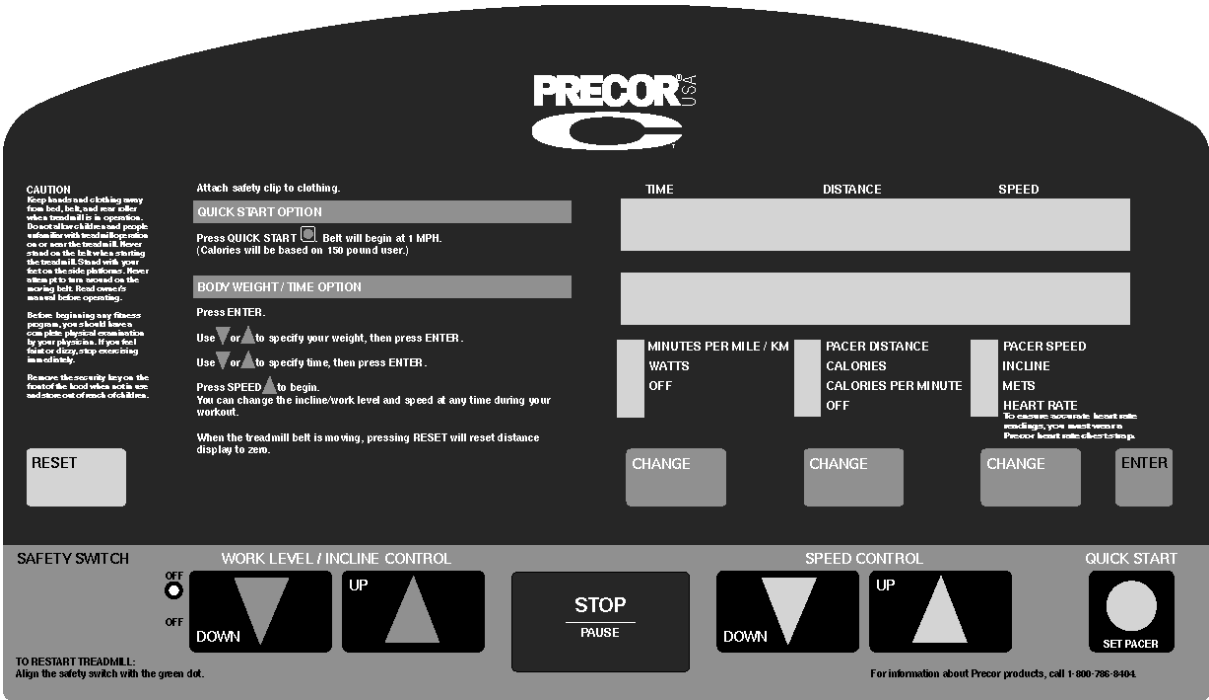 PRECOR® USA
CAUTION
Keep hands and clothing away
from bed, belt, and rear roller
when treadmill is in operation.
Do not allow children and people
unfamiliar with treadmill operation
on or near the treadmill. Never
stand on the belt when starting
the treadmill. Stand with your
feet on the side platforms. Never
attempt to turn around on the
moving belt. Read owner's
manual before operating.
Before beginning any fitness
program, you should have a
complete physical examination
by your physician. If you feel
faint or dizzy, stop exercising
immediately.
Remove the security key on the
front of the hood when not in use
and store out of reach of children.
RESET
Attach safety clip to clothing.
QUICK START OPTION
Press QUICK START . Belt will begin at 1 MPH.
(Calories will be based on 150 pound user.)
BODY WEIGHT / TIME OPTION
Press ENTER.
Use ▼ or ▲ to specify your weight, then press ENTER.
Use ▼ or ▲ to specify time, then press ENTER.
Press SPEED ▲ to begin.
You can change the incline/work level and speed at any time during your
workout.
When the treadmill belt is moving, pressing RESET will reset distance
display to zero.
TIME DISTANCE SPEED
MINUTES PER MILE / KM
WATTS
OFF
PACER DISTANCE
CALORIES
CALORIES PER MINUTE
OFF
PACER SPEED
INCLINE
METS
HEART RATE
To ensure accurate heart rate
readings, you must wear a
Precor heart rate chest strap.
CHANGE CHANGE CHANGE ENTER
SAFETY SWITCH
OFF
OFF
TO RESTART TREADMILL:
Align the safety switch with the green dot.
WORK LEVEL / INCLINE CONTROL
DOWN
UP
STOP
PAUSE
SPEED CONTROL
DOWN
UP
QUICK START
SET PACER
For information about Precor products, call 1-800-786-8404.